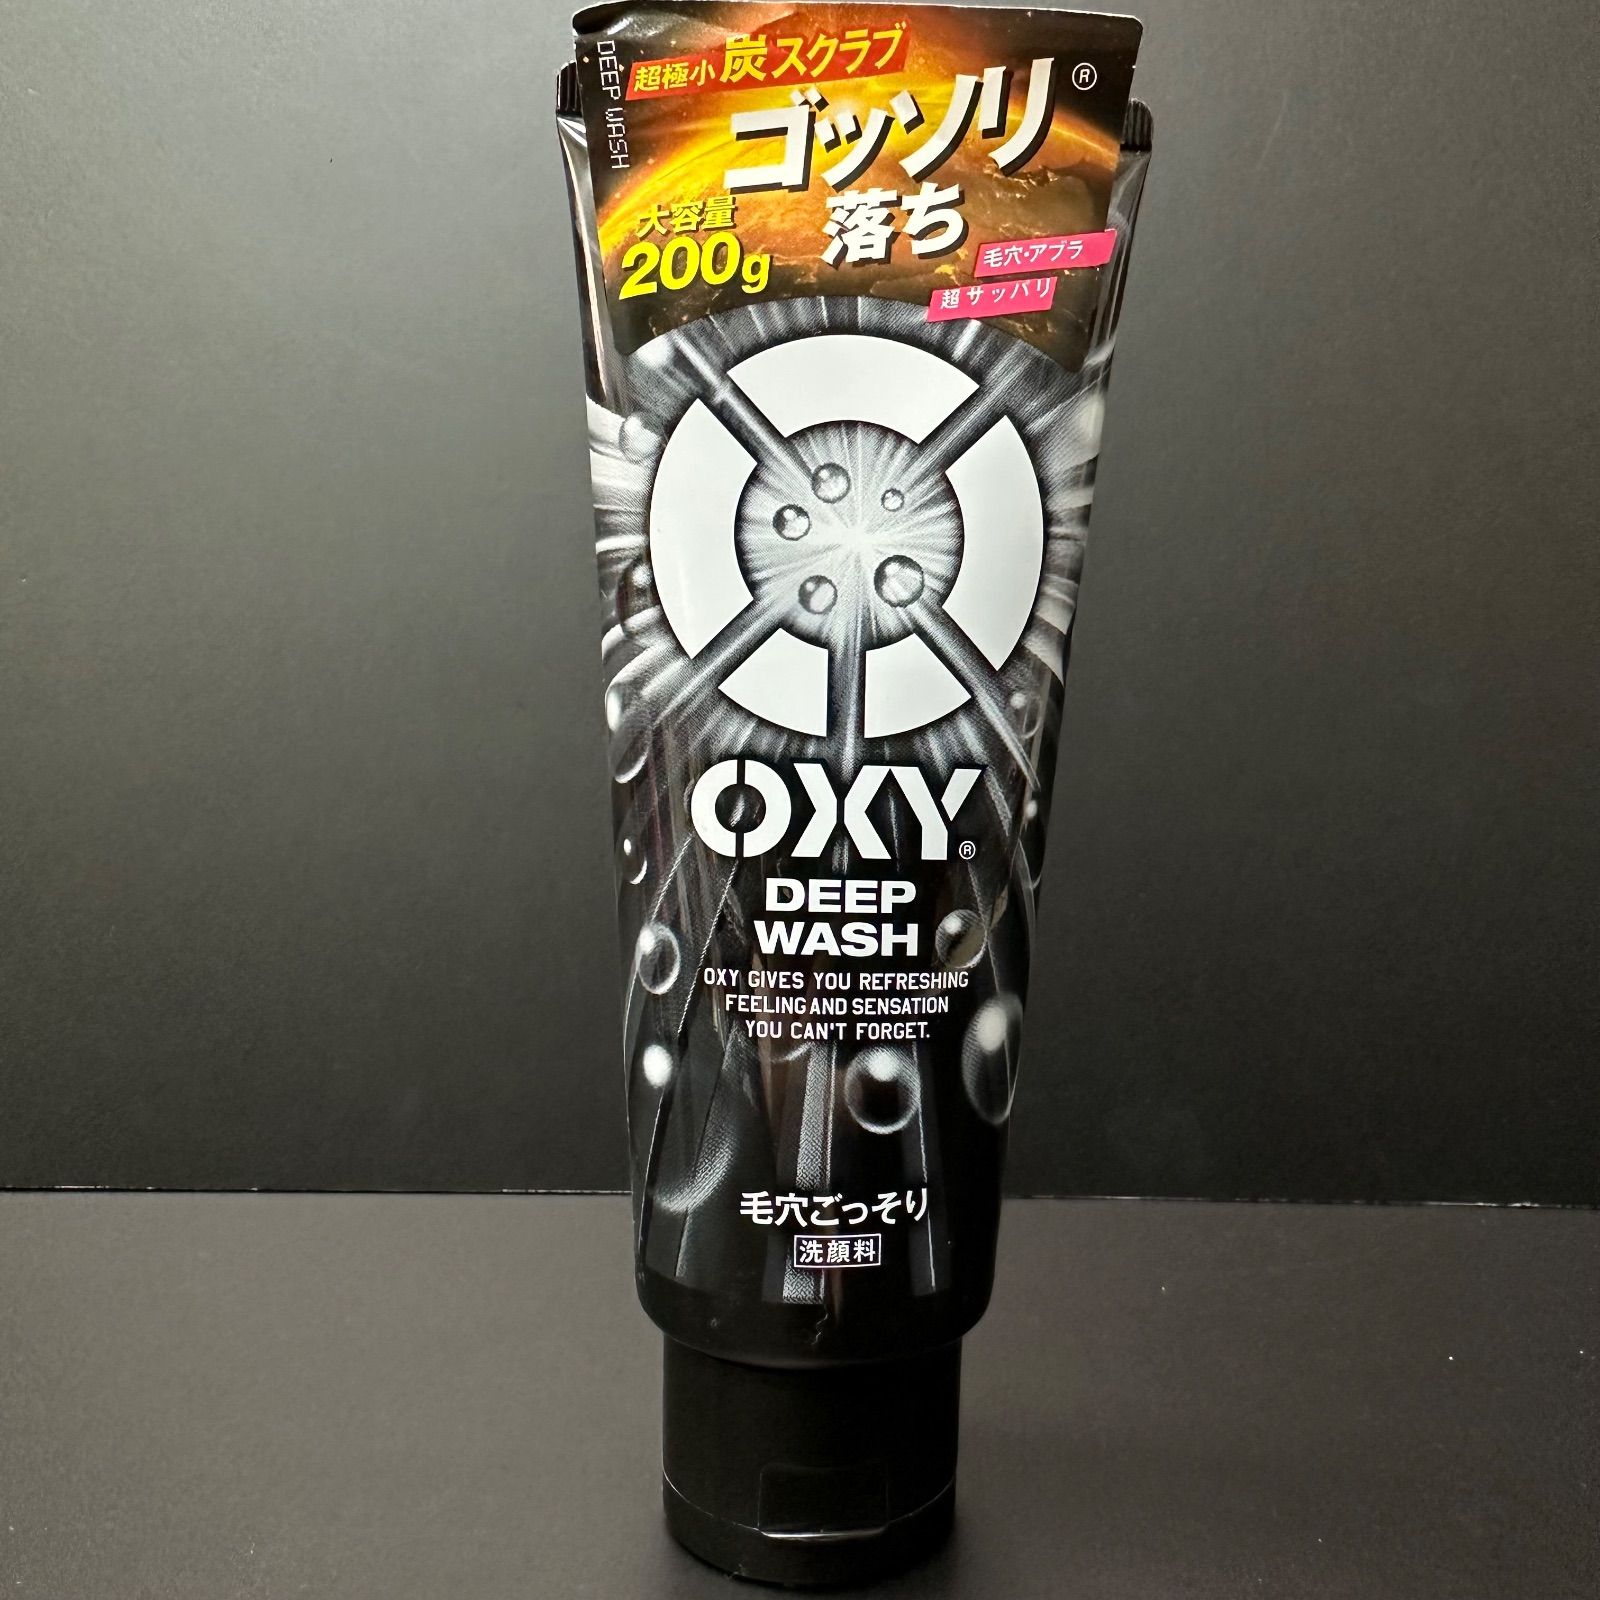 DEEP WASH
超極小 炭スクラブ
ゴッソリ®
落ち
大容量
200g
毛穴・アブラ
超サッパリ
OXY®
DEEP
WASH
OXY GIVES YOU REFRESHING
FEELING AND SENSATION
YOU CAN'T FORGET.
毛穴ごっそり
洗顔料